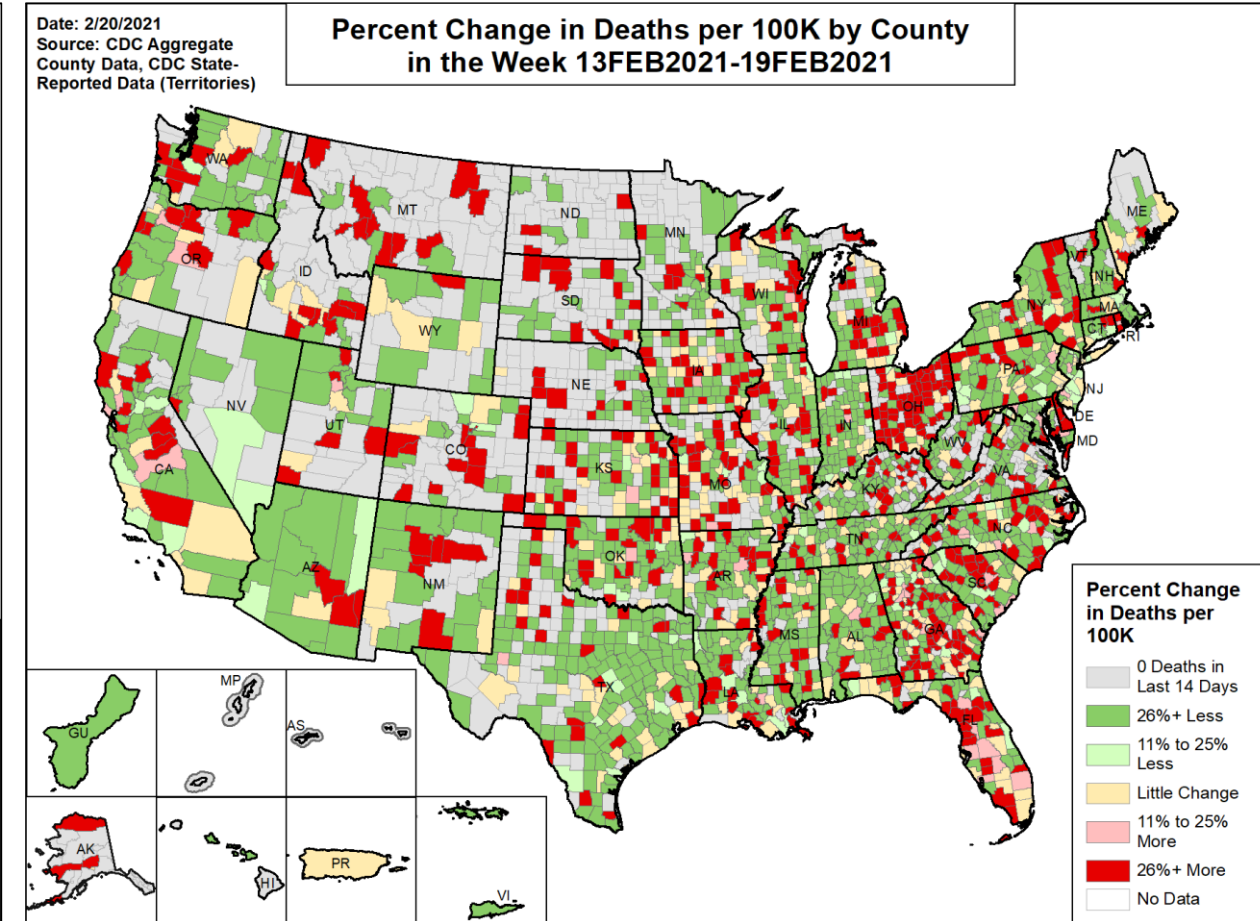 Date: 2/20/2021
Source: CDC Aggregate
County Data, CDC State-
Reported Data (Territories)
Percent Change in Deaths per 100K by County
in the Week 13FEB2021-19FEB2021
WA
MT
ND
MN
ME
OR
ID
SD
WI
MI
VT
NH
NY
MA
CT
RI
WY
NE
IA
PA
NJ
NV
UT
CO
IL
IN
OH
DE
MD
WV
VA
CA
KS
MO
KY
NC
AZ
NM
OK
AR
TN
SC
MS
AL
GA
TX
LA
FL
GU
MP
AS
AK
HI
PR
VI
Percent Change
in Deaths per
100K
0 Deaths in
Last 14 Days
26%+ Less
11% to 25%
Less
Little Change
11% to 25%
More
26%+ More
No Data